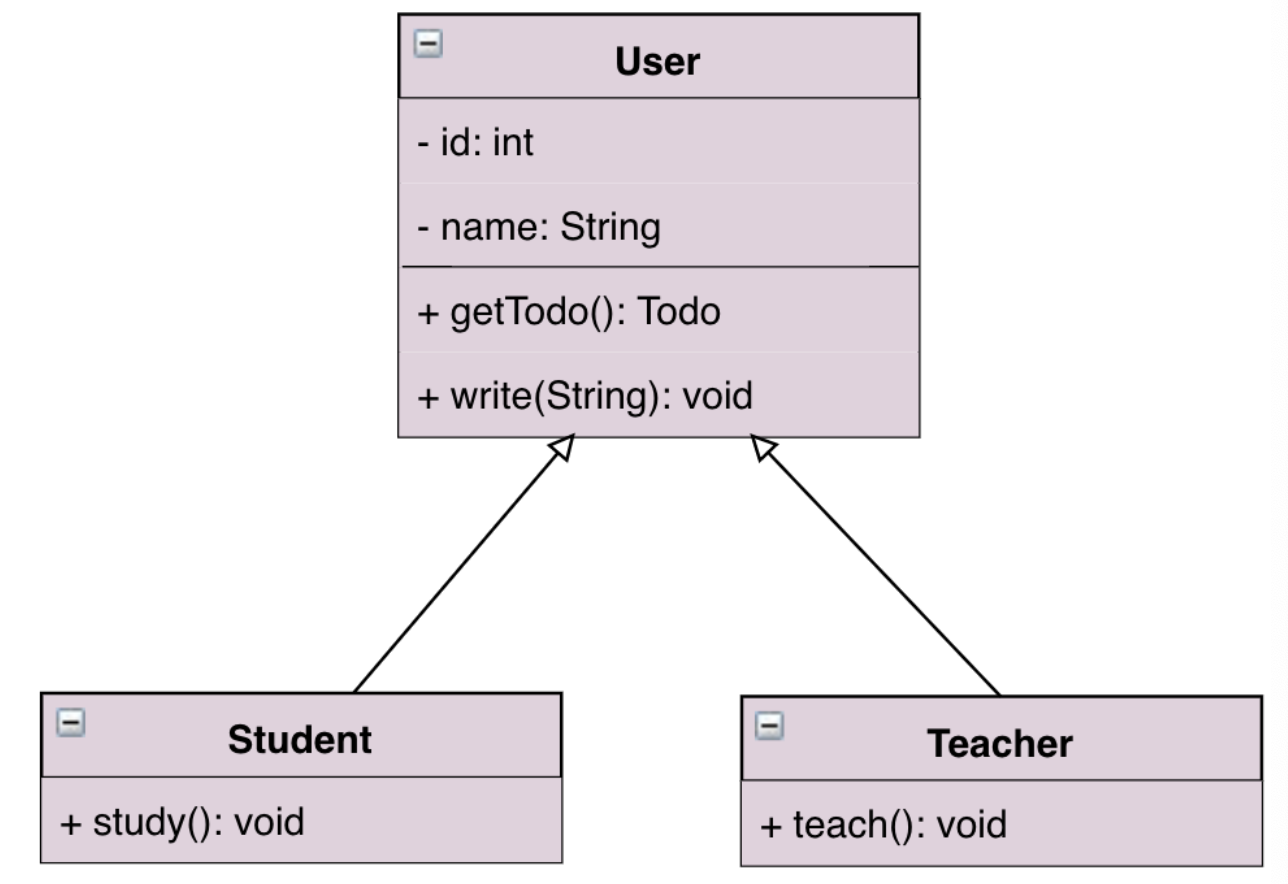 User
- id: int
- name: String
+ getTodo(): Todo
+ write(String): void
Student
+ study(): void
Teacher
+ teach(): void